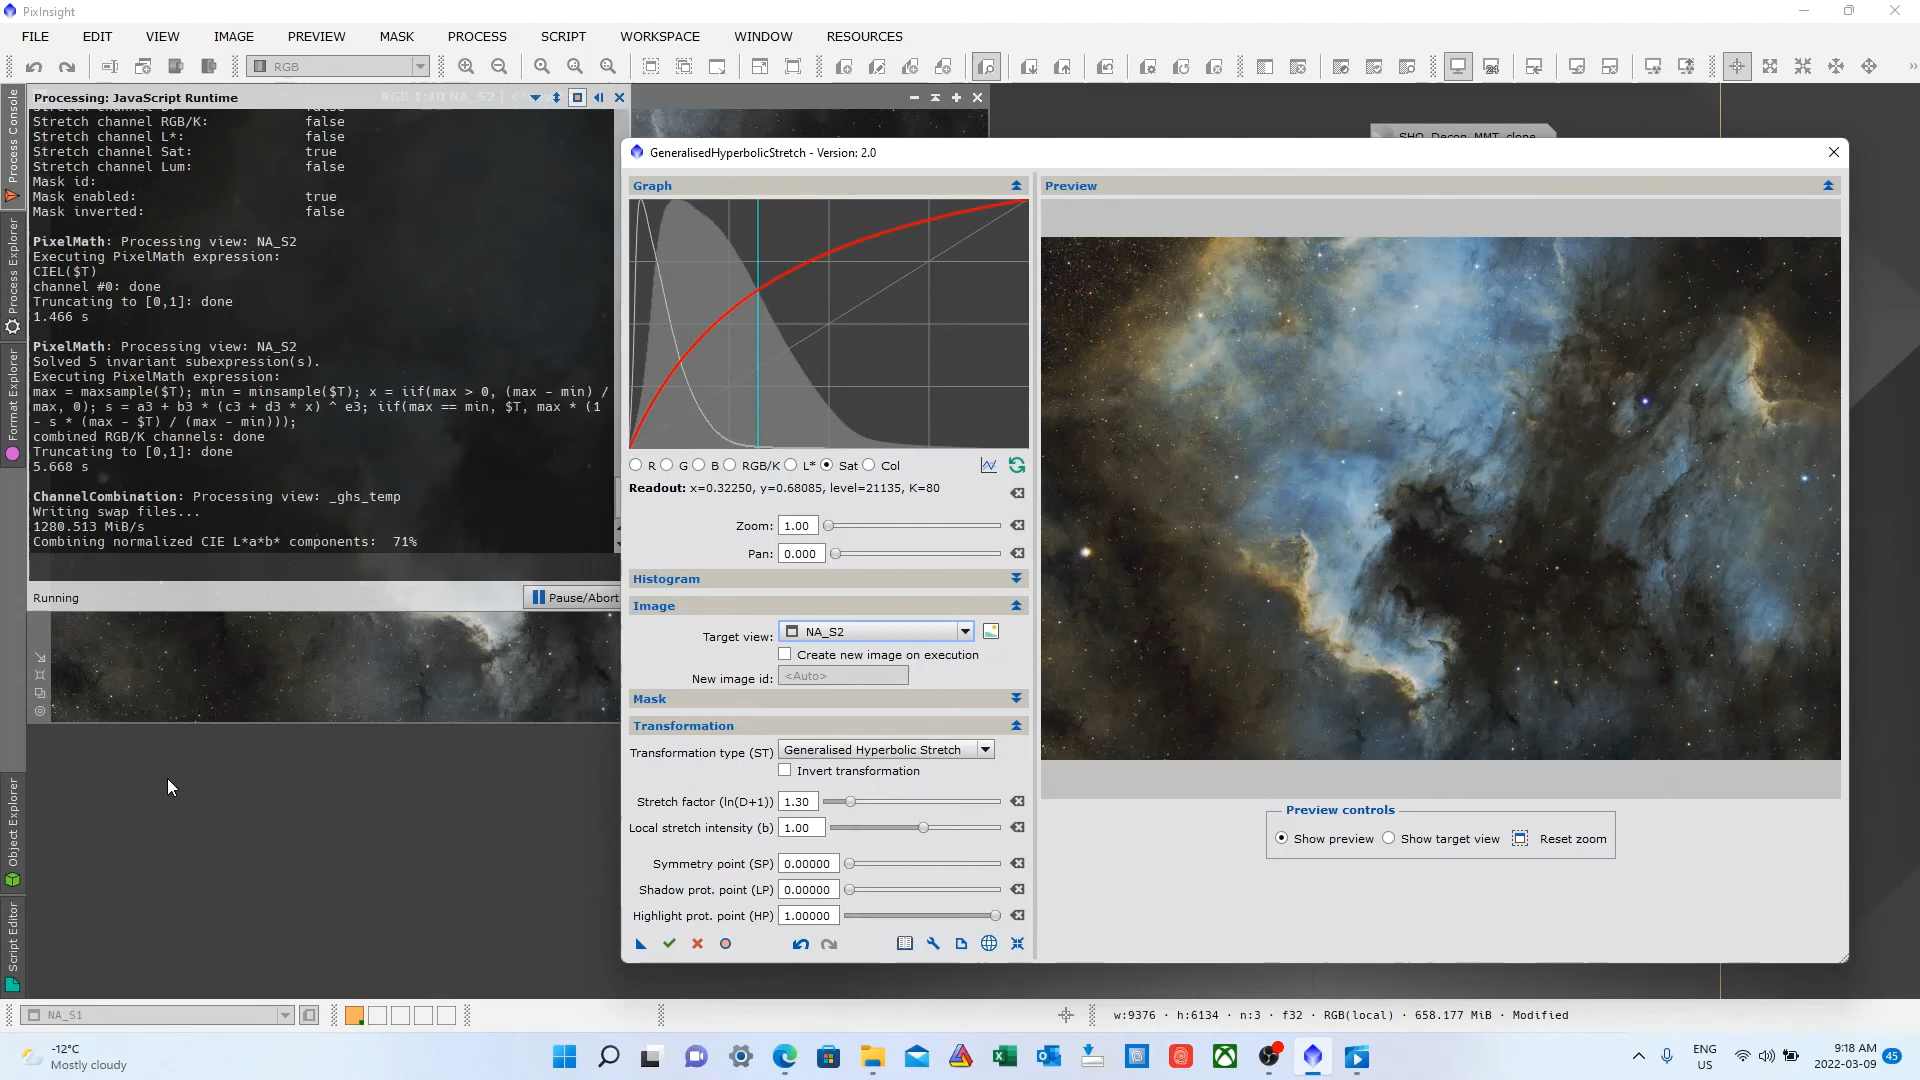 PixInsight
FILE EDIT VIEW IMAGE PREVIEW MASK PROCESS SCRIPT WORKSPACE WINDOW RESOURCES
RGB
Process Console
Process Explorer
Format Explorer
Object Explorer
Script Editor
Processing: JavaScript Runtime
Stretch channel B: false
Stretch channel RGB/K: false
Stretch channel L*: false
Stretch channel Sat: true
Stretch channel Lum: false
Mask id:
Mask enabled: true
Mask inverted: false
PixelMath: Processing view: NA_S2
Executing PixelMath expression:
CIEL($T)
channel #0: done
Truncating to [0,1]: done
1.466 s
PixelMath: Processing view: NA_S2
Solved 5 invariant subexpression(s).
Executing PixelMath expression:
max = maxsample($T); min = minsample($T); x = iif(max > 0, (max - min) /
max, 0); s = a3 + b3 * (c3 + d3 * x) ^ e3; iif(max == min, $T, max * (1
- s * (max - $T) / (max - min)));
combined RGB/K channels: done
Truncating to [0,1]: done
5.668 s
ChannelCombination: Processing view: _ghs_temp
Writing swap files...
1280.513 MiB/s
Combining normalized CIE L*a*b* components: 71%
Running
Pause/Abort
SHO_Decon_MMT_clone
GeneralisedHyperbolicStretch - Version: 2.0
Graph
R G B RGB/K L* Sat Col
Readout: x=0.32250, y=0.68085, level=21135, K=80
Zoom: 1.00
Pan: 0.000
Histogram
Image
Target view: NA_S2
Create new image on execution
New image id: <Auto>
Mask
Transformation
Transformation type (ST) Generalised Hyperbolic Stretch
Invert transformation
Stretch factor (ln(D+1)) 1.30
Local stretch intensity (b) 1.00
Symmetry point (SP) 0.00000
Shadow prot. point (LP) 0.00000
Highlight prot. point (HP) 1.00000
Preview
Preview controls
Show preview Show target view Reset zoom
NA_S1
w:9376 · h:6134 · n:3 · f32 · RGB(local) · 658.177 MiB · Modified
-12°C
Mostly cloudy
ENG
US
9:18 AM
2022-03-09
45